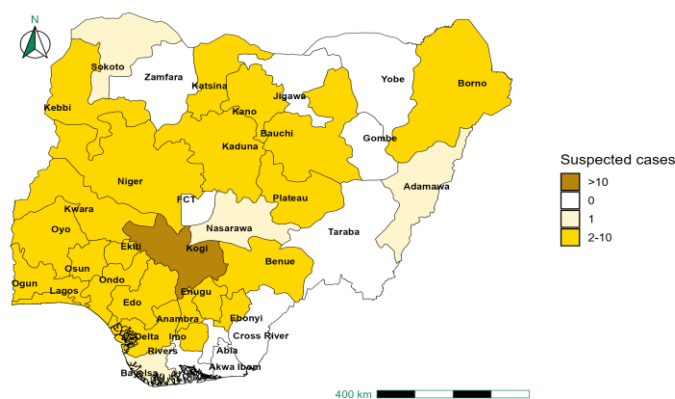 N
Sokoto
Zamfara
Yobe
Katsina
Borno
Jigawa
Kebbi
Kano
Bauchi
Gombe
Kaduna
Niger
Adamawa
FCT
Plateau
Kwara
Nasarawa
Oyo
Taraba
Ekiti
Kogi
Benue
Osun
Ondo
Ogun
Lagos
Enugu
Edo
Anambra
Ebonyi
Delta
Imo
Cross River
Rivers
Abia
Akwa Ibom
Bayelsa
Suspected cases
>10
0
1
2-10
400 km